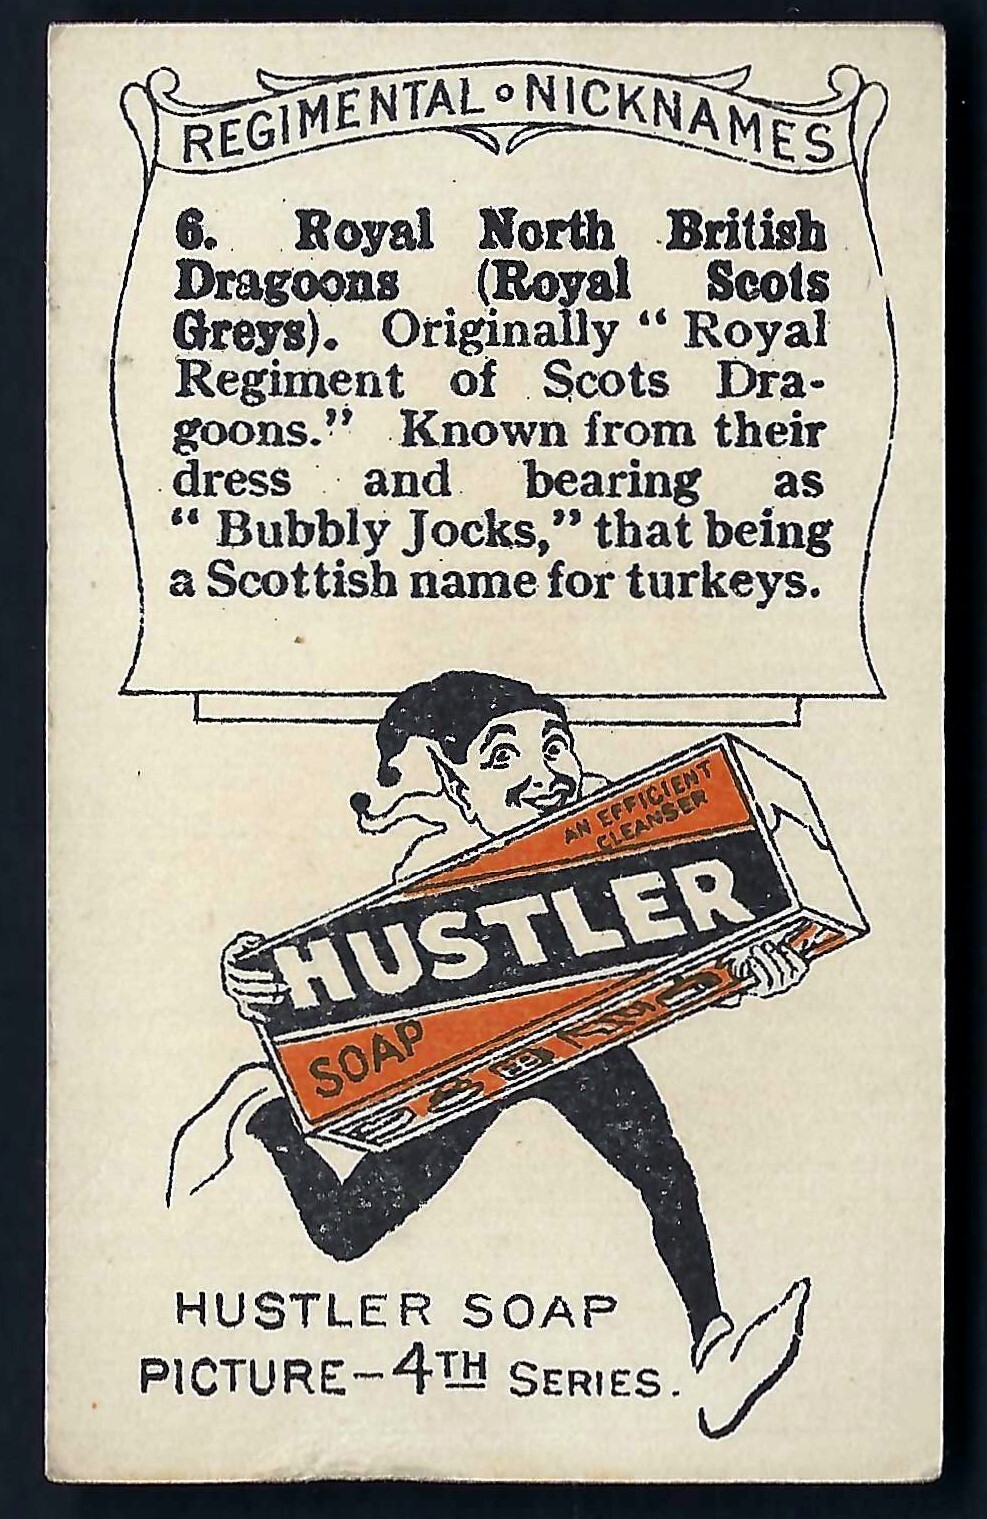 REGIMENTAL ∘ NICKNAMES
6. Royal North British
Dragoons (Royal Scots
Greys). Originally “ Royal
Regiment of Scots Dra-
goons.” Known from their
dress and bearing as
“ Bubbly Jocks,” that being
a Scottish name for turkeys.
AN EFFICIENT
CLEANSER
HUSTLER
SOAP
HUSTLER SOAP
PICTURE – 4TH SERIES.